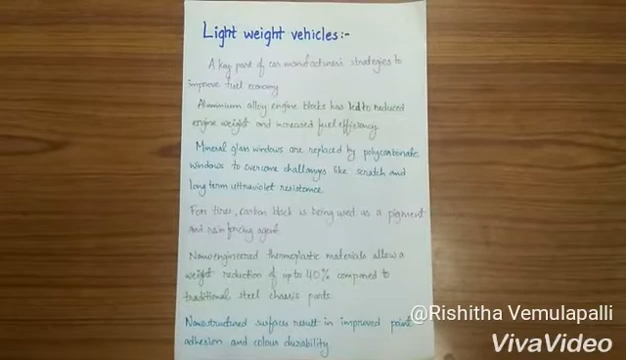 Light weight vehicles:-
A key part of car manufacturers strategies to
improve fuel economy
Aluminium alloy engine blocks has led to reduced
engine weight and increased fuel efficiency.
Mineral glass windows are replaced by polycarbonate
windows to overcome challanges like scratch and
long term ultraviolet resistance.
For tires, carbon black is being used as a pigment
and reinforcing agent.
Nanoengineered thermoplastic materials allow a
weight reduction of up to 40% compared to
traditional steel chassis parts.
Nanostructured surfaces result in improved paint
adhesion and colour durability.
@Rishitha Vemulapalli
VivaVideo